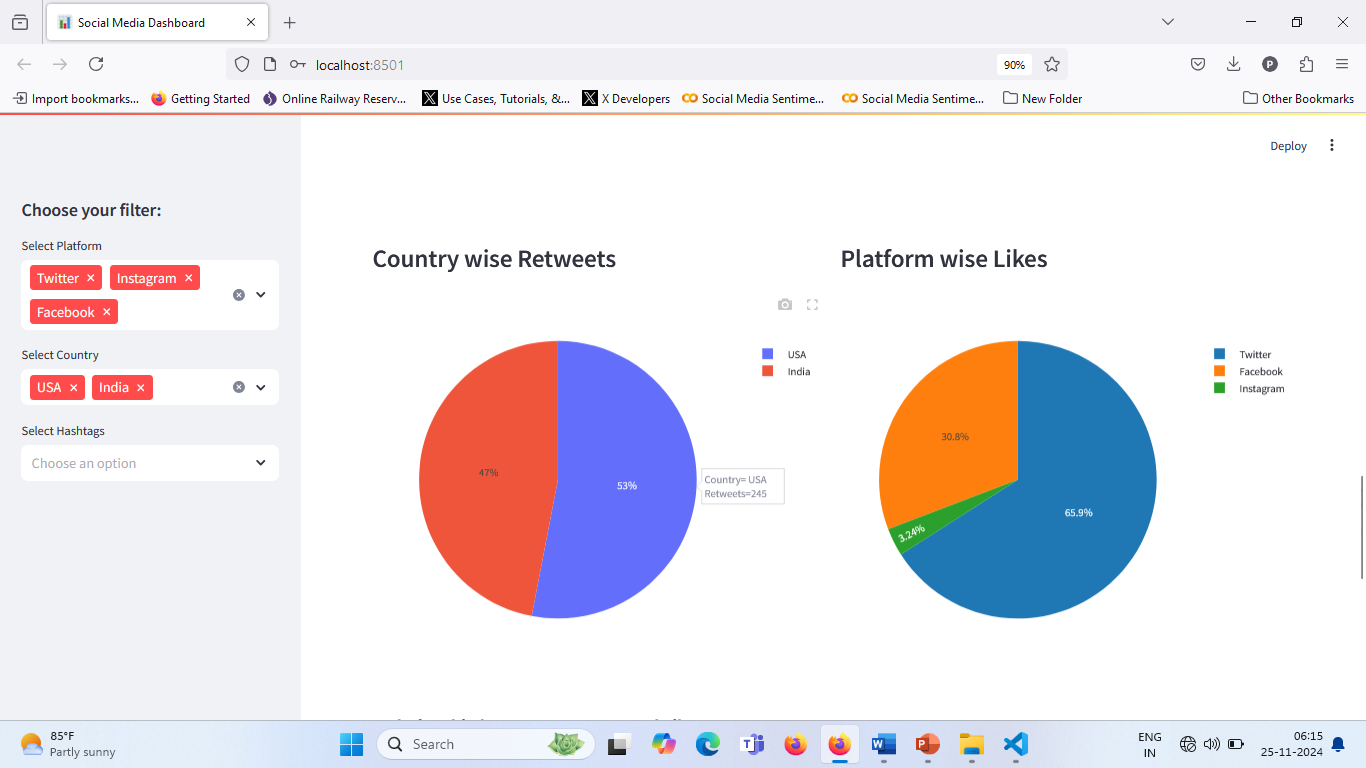 Social Media Dashboard
localhost:8501
90%
P
Import bookmarks...
Getting Started
Online Railway Reserv...
Use Cases, Tutorials, &...
X Developers
Social Media Sentime...
Social Media Sentime...
New Folder
Other Bookmarks
Deploy
Choose your filter:
Select Platform
Twitter
Instagram
Facebook
Select Country
USA
India
Select Hashtags
Choose an option
Country wise Retweets
USA
India
47%
53%
Country= USA
Retweets=245
Platform wise Likes
Twitter
Facebook
Instagram
30.8%
3.24%
65.9%
85°F
Partly sunny
Search
ENG
IN
06:15
25-11-2024